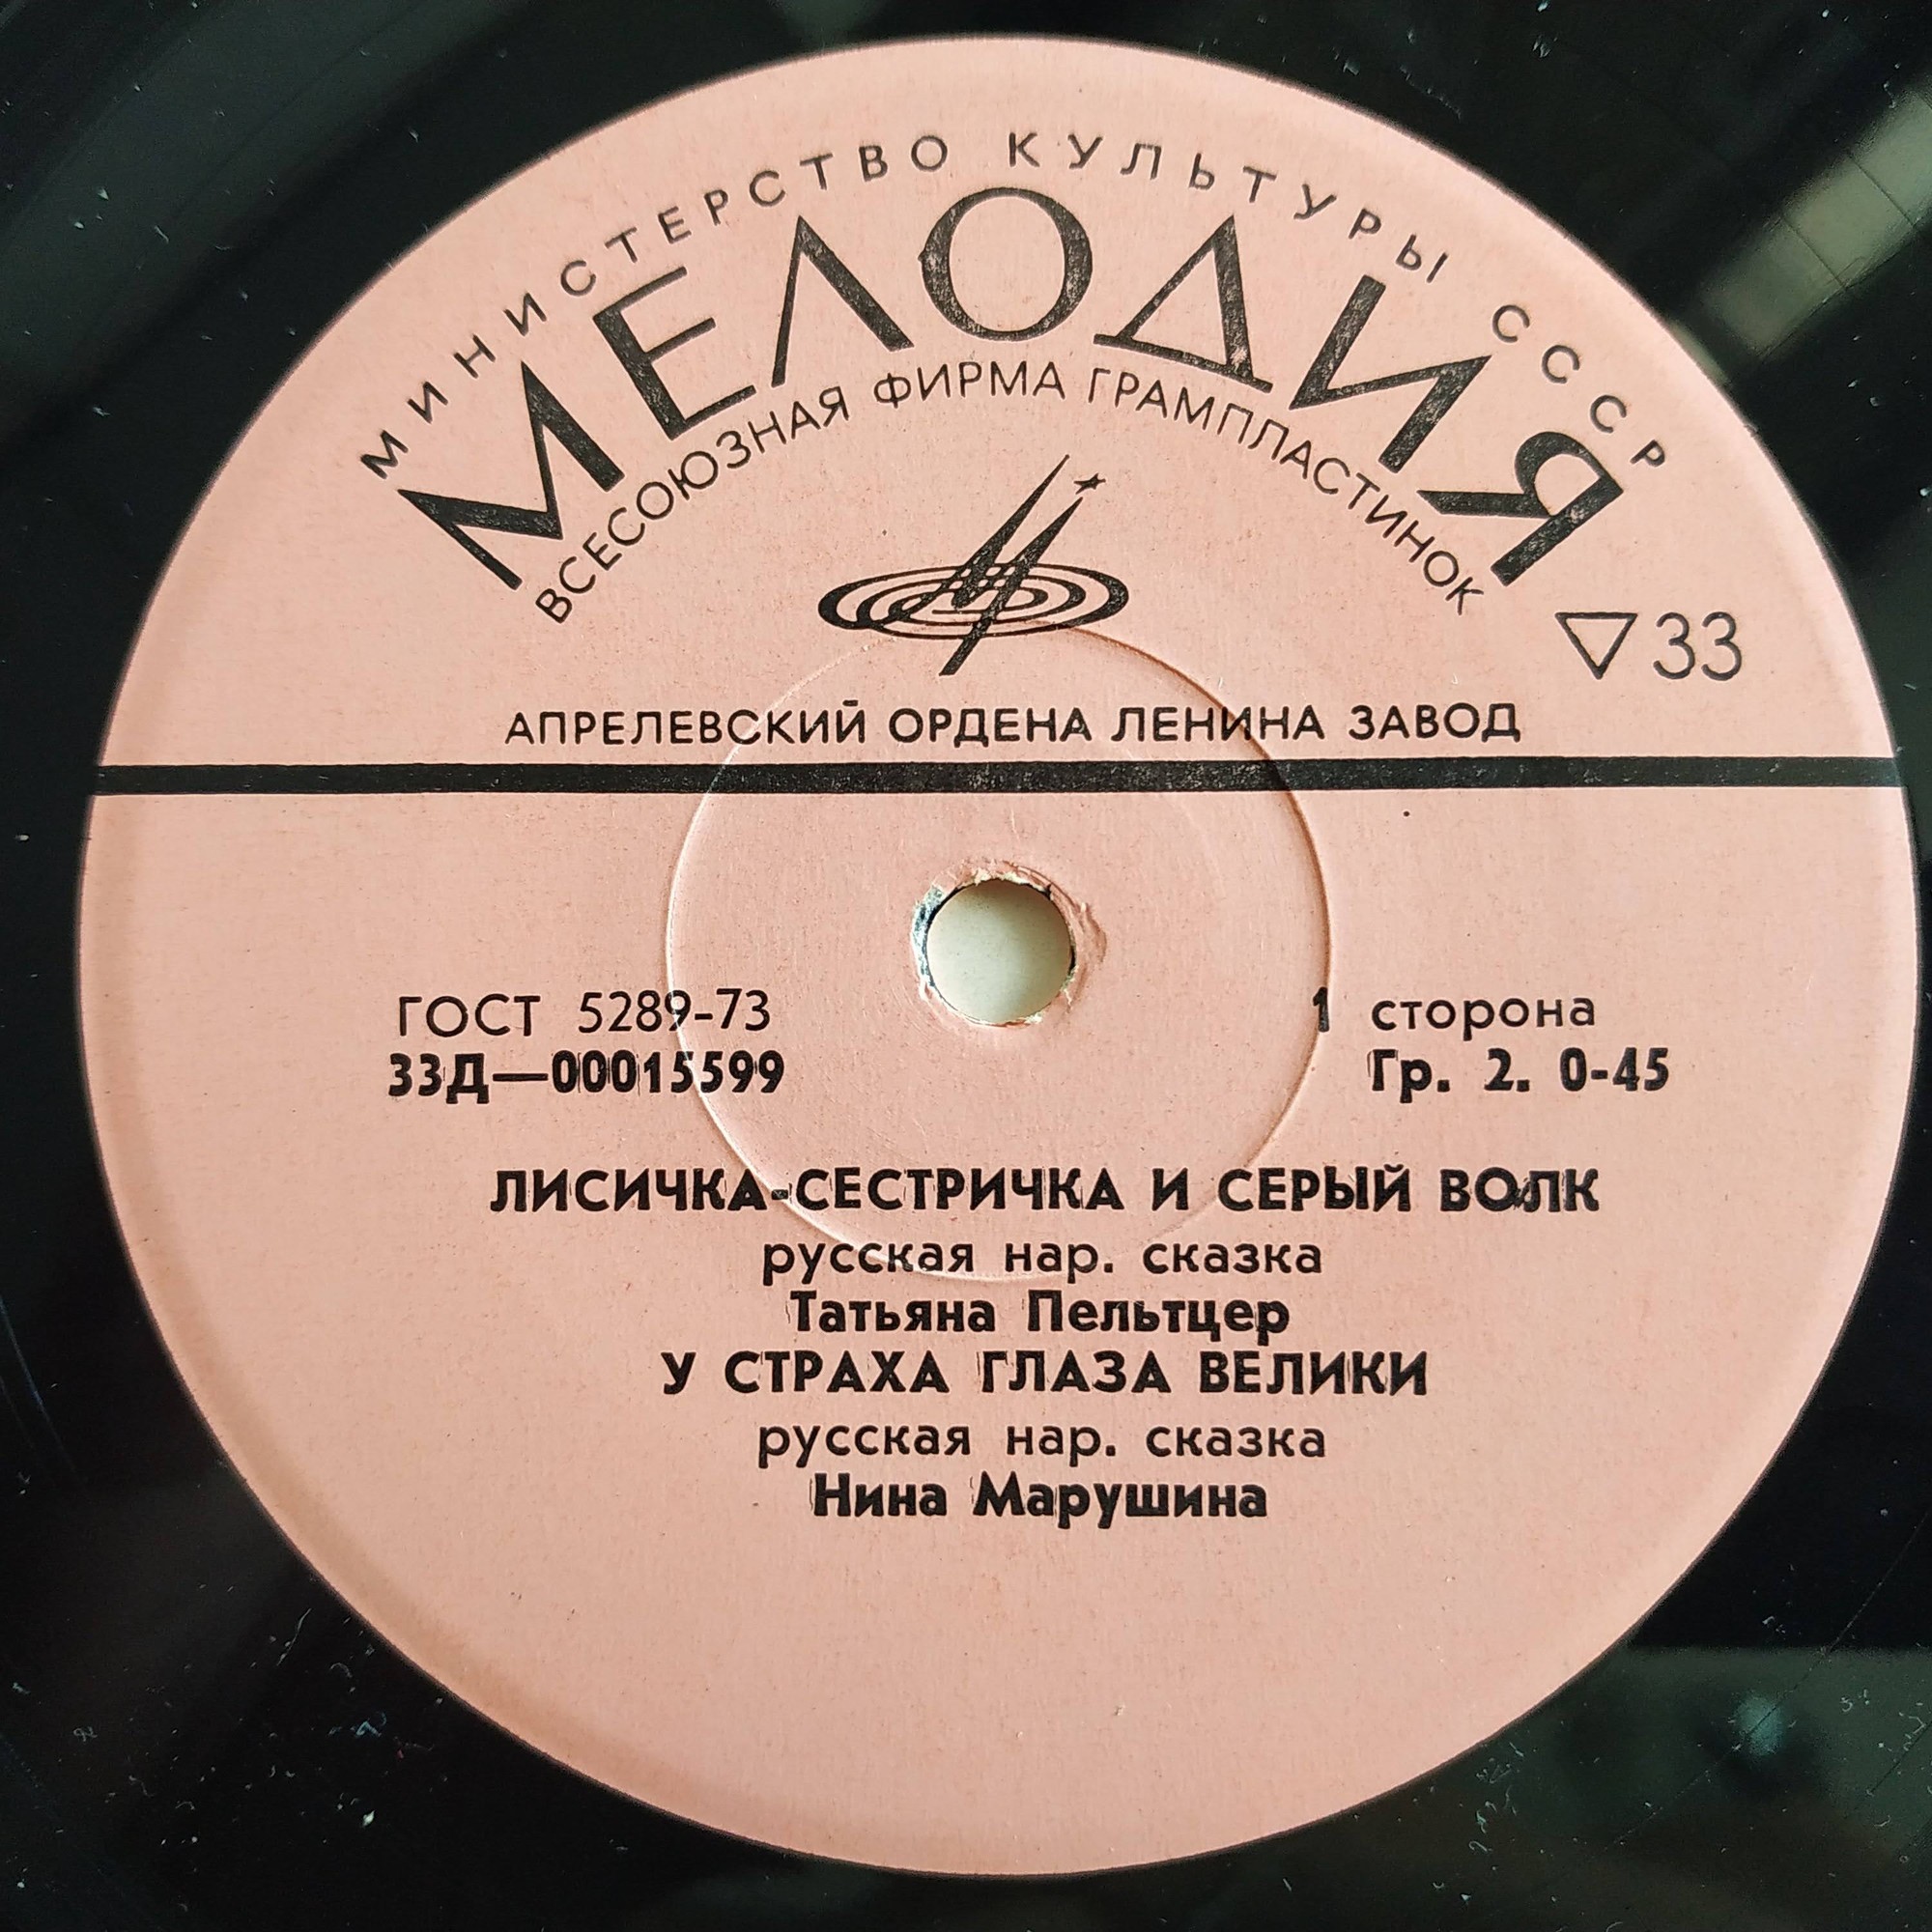 МИНИСТЕРСТВО КУЛЬТУРЫ СССР
МЕЛОДИЯ
ВСЕСОЮЗНАЯ ФИРМА ГРАМПЛАСТИНОК
▽33
АПРЕЛЕВСКИЙ ОРДЕНА ЛЕНИНА ЗАВОД
ГОСТ 5289-73
1 сторона
33Д—00015599
Гр. 2. 0-45
ЛИСИЧКА-СЕСТРИЧКА И СЕРЫЙ ВОЛК
русская нар. сказка
Татьяна Пельтцер
У СТРАХА ГЛАЗА ВЕЛИКИ
русская нар. сказка
Нина Марушина